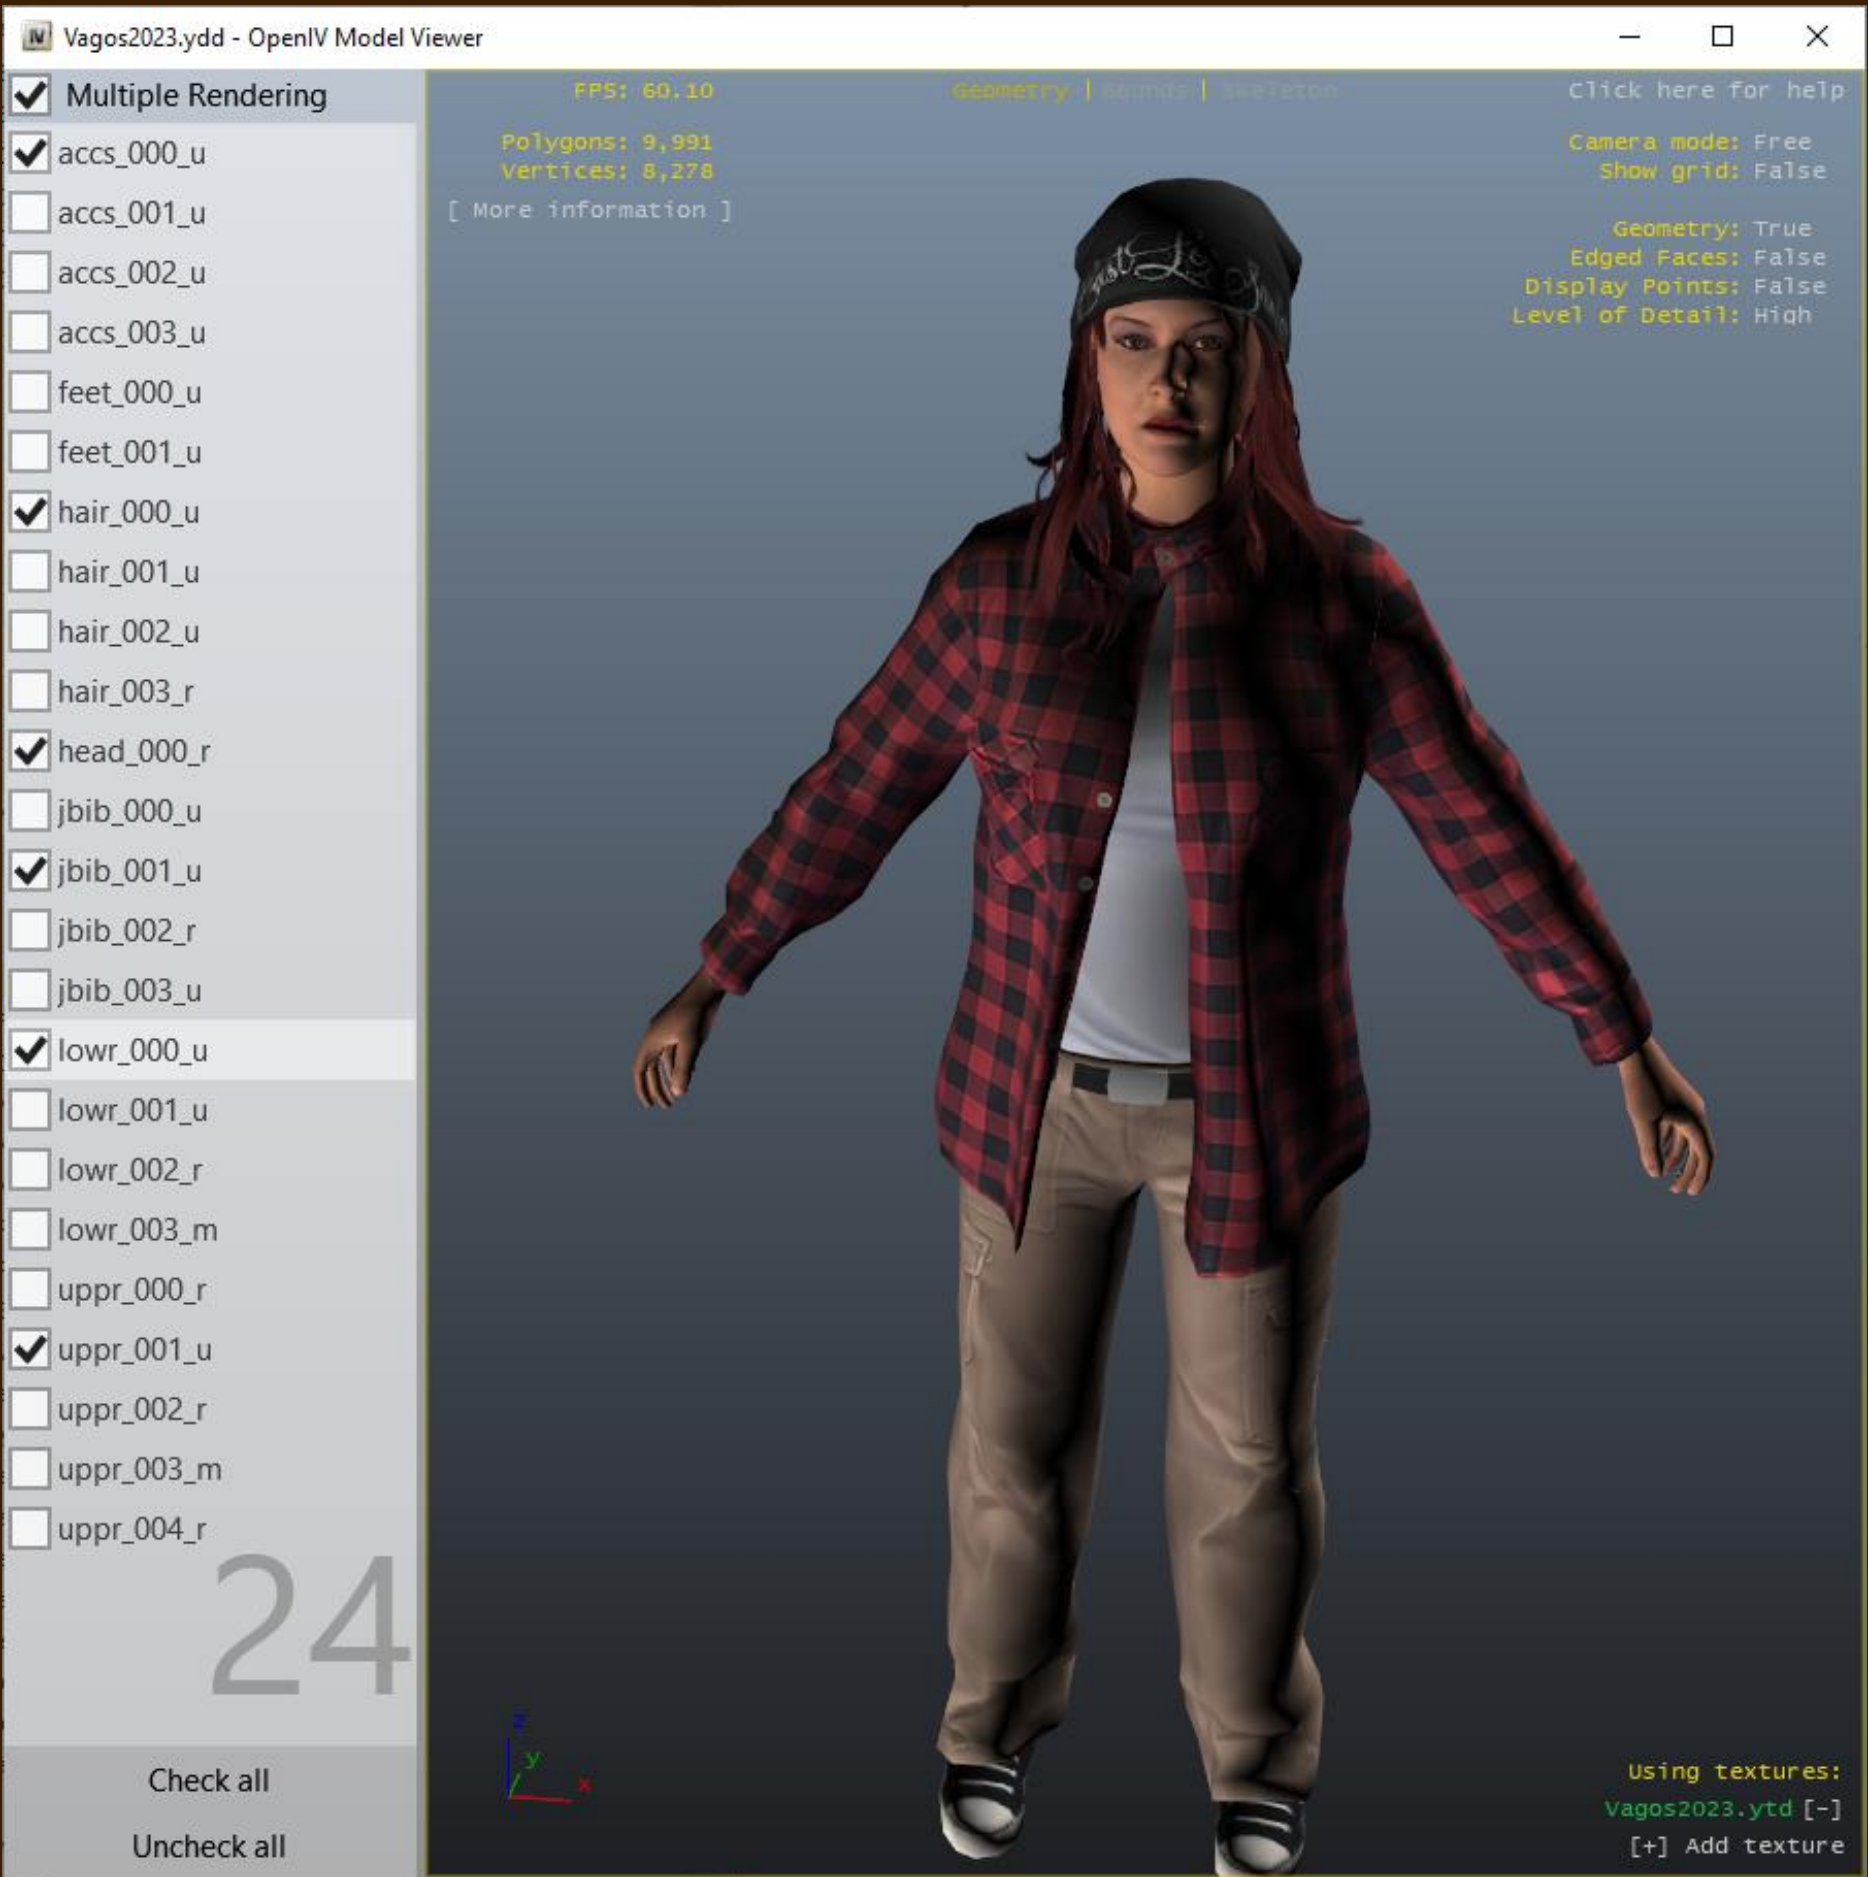 Vagos2023.ydd - OpenIV Model Viewer
Multiple Rendering
accs_000_u
accs_001_u
accs_002_u
accs_003_u
feet_000_u
feet_001_u
hair_000_u
hair_001_u
hair_002_u
hair_003_r
head_000_r
jbib_000_u
jbib_001_u
jbib_002_r
jbib_003_u
lowr_000_u
lowr_001_u
lowr_002_r
lowr_003_m
uppr_000_r
uppr_001_u
uppr_002_r
uppr_003_m
uppr_004_r
24
Check all
Uncheck all
FPS: 60.10
Polygons: 9,991
Vertices: 8,278
[ More information ]
Geometry | Bounds | Skeleton
Click here for help
Camera mode: Free
Show grid: False
Geometry: True
Edged Faces: False
Display Points: False
Level of Detail: High
z
y
x
Using textures:
Vagos2023.ytd [-]
[+] Add texture